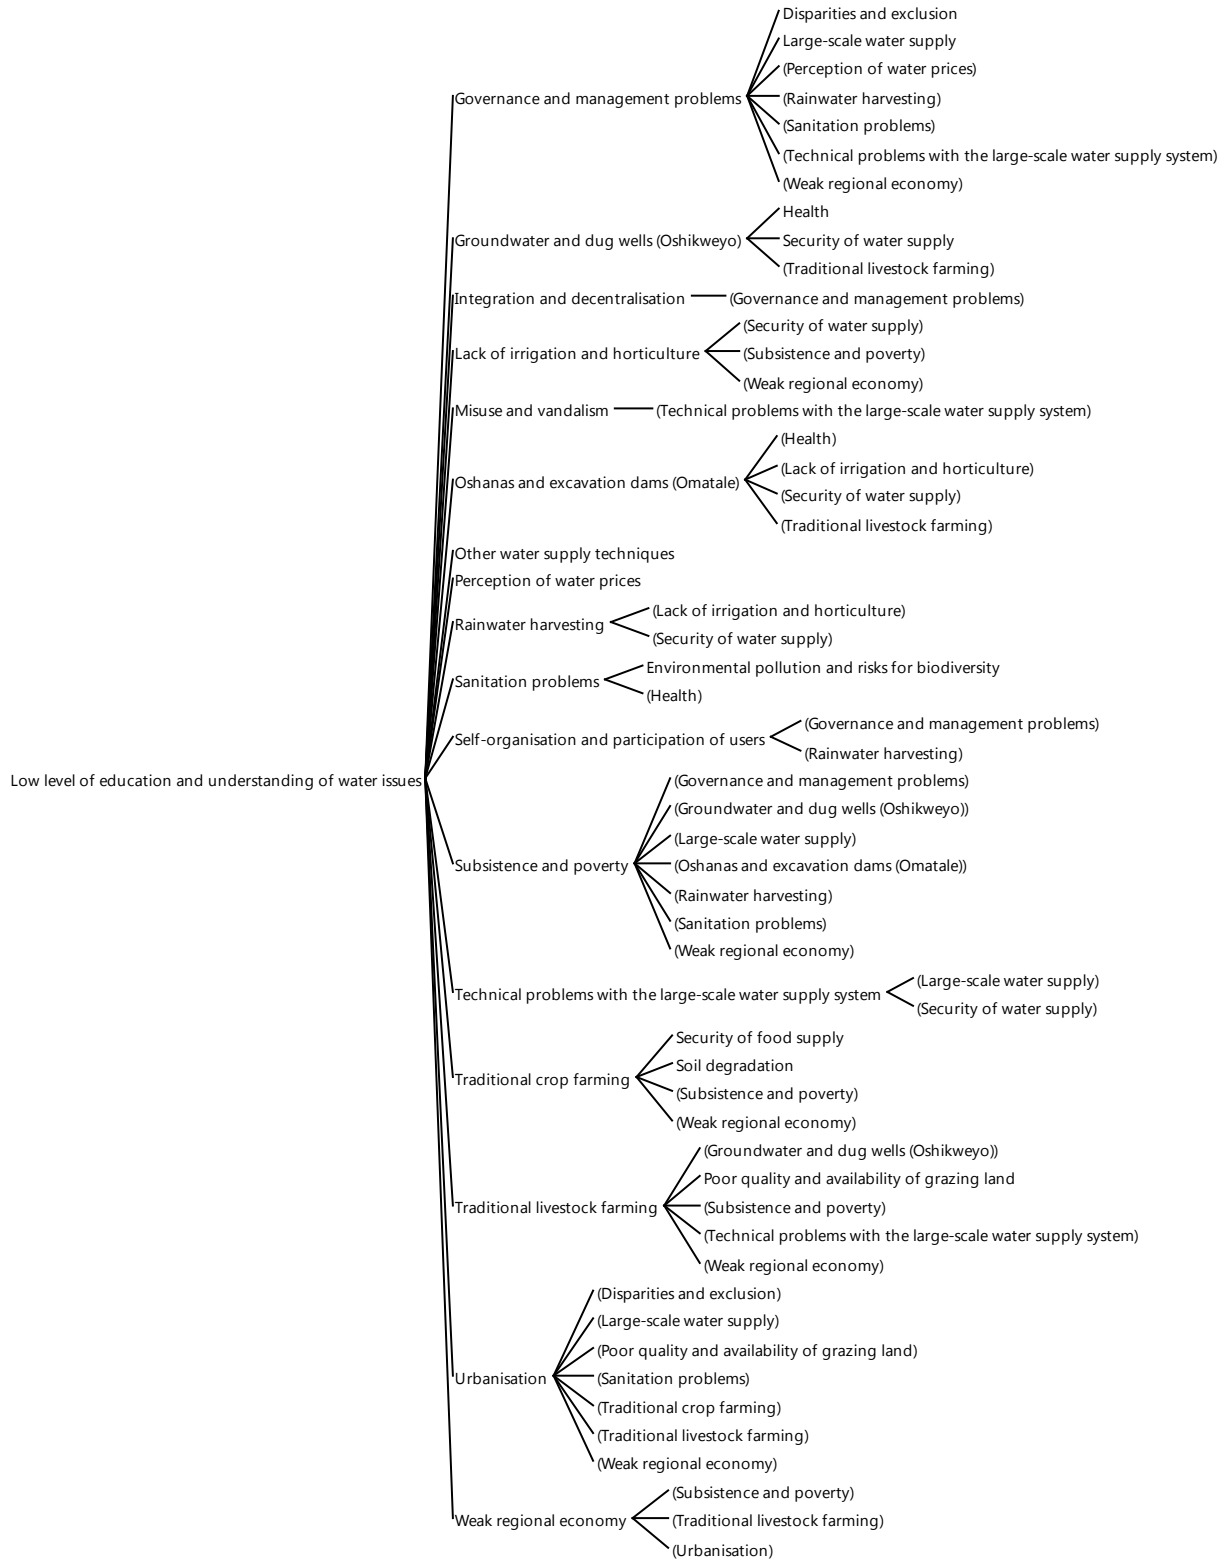 Disparities and exclusion
Large-scale water supply
(Perception of water prices)
Governance and management problems
(Rainwater harvesting)
(Sanitation problems)
(Technical problems with the large-scale water supply system)
(Weak regional economy)
Health
Groundwater and dug wells (Oshikweyo)
Security of water supply
(Traditional livestock farming)
Integration and decentralisation
(Governance and management problems)
(Security of water supply)
Lack of irrigation and horticulture
(Subsistence and poverty)
(Weak regional economy)
Misuse and vandalism
(Technical problems with the large-scale water supply system)
(Health)
(Lack of irrigation and horticulture)
Oshanas and excavation dams (Omatale)
(Security of water supply)
(Traditional livestock farming)
Other water supply techniques
Perception of water prices
(Lack of irrigation and horticulture)
Rainwater harvesting
(Security of water supply)
Environmental pollution and risks for biodiversity
Sanitation problems
(Health)
(Governance and management problems)
Self-organisation and participation of users
(Rainwater harvesting)
Low level of education and understanding of water issues
(Governance and management problems)
(Groundwater and dug wells (Oshikweyo))
(Large-scale water supply)
Subsistence and poverty
(Oshanas and excavation dams (Omatale))
(Rainwater harvesting)
(Sanitation problems)
(Weak regional economy)
(Large-scale water supply)
Technical problems with the large-scale water supply system
(Security of water supply)
Security of food supply
Soil degradation
Traditional crop farming
(Subsistence and poverty)
(Weak regional economy)
(Groundwater and dug wells (Oshikweyo))
Poor quality and availability of grazing land
Traditional livestock farming
(Subsistence and poverty)
(Technical problems with the large-scale water supply system)
(Weak regional economy)
(Disparities and exclusion)
(Large-scale water supply)
(Poor quality and availability of grazing land)
Urbanisation
(Sanitation problems)
(Traditional crop farming)
(Traditional livestock farming)
(Weak regional economy)
(Subsistence and poverty)
Weak regional economy
(Traditional livestock farming)
(Urbanisation)